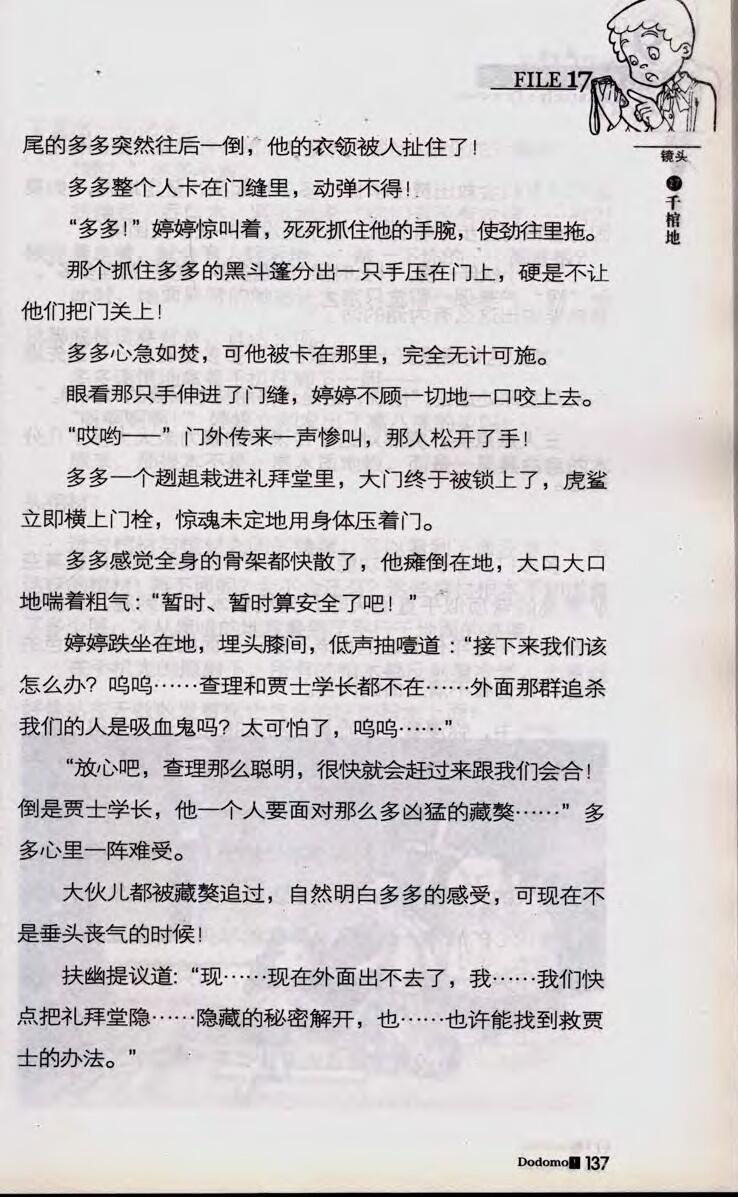 FILE 17
镜头
17
千棺地
尾的多多突然往后一倒，他的衣领被人扯住了！
多多整个人卡在门缝里，动弹不得！
“多多！”婷婷惊叫着，死死抓住他的手腕，使劲往里拖。
那个抓住多多的黑斗篷分出一只手压在门上，硬是不让
他们把门关上！
多多心急如焚，可他被卡在那里，完全无计可施。
眼看那只手伸进了门缝，婷婷不顾一切地一口咬上去。
“哎哟——”门外传来一声惨叫，那人松开了手！
多多一个趔趄栽进礼拜堂里，大门终于被锁上了，虎鲨
立即横上门栓，惊魂未定地用身体压着门。
多多感觉全身的骨架都快散了，他瘫倒在地，大口大口
地喘着粗气：“暂时、暂时算安全了吧！”
婷婷跌坐在地，埋头膝间，低声抽噎道：“接下来我们该
怎么办？呜呜……查理和贾士学长都不在……外面那群追杀
我们的人是吸血鬼吗？太可怕了，呜呜……”
“放心吧，查理那么聪明，很快就会赶过来跟我们会合！
倒是贾士学长，他一个人要面对那么多凶猛的藏獒……”多
多心里一阵难受。
大伙儿都被藏獒追过，自然明白多多的感受，可现在不
是垂头丧气的时候！
扶幽提议道：“现……现在外面出不去了，我……我们快
点把礼拜堂隐……隐藏的秘密解开，也……也许能找到救贾
士的办法。”
Dodomo 137